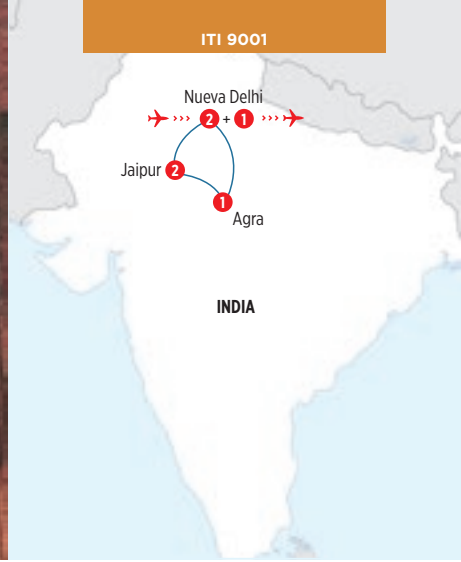 ITI 9001
Nueva Delhi
››› 2 + 1 ›››
Jaipur 2
1
Agra
INDIA